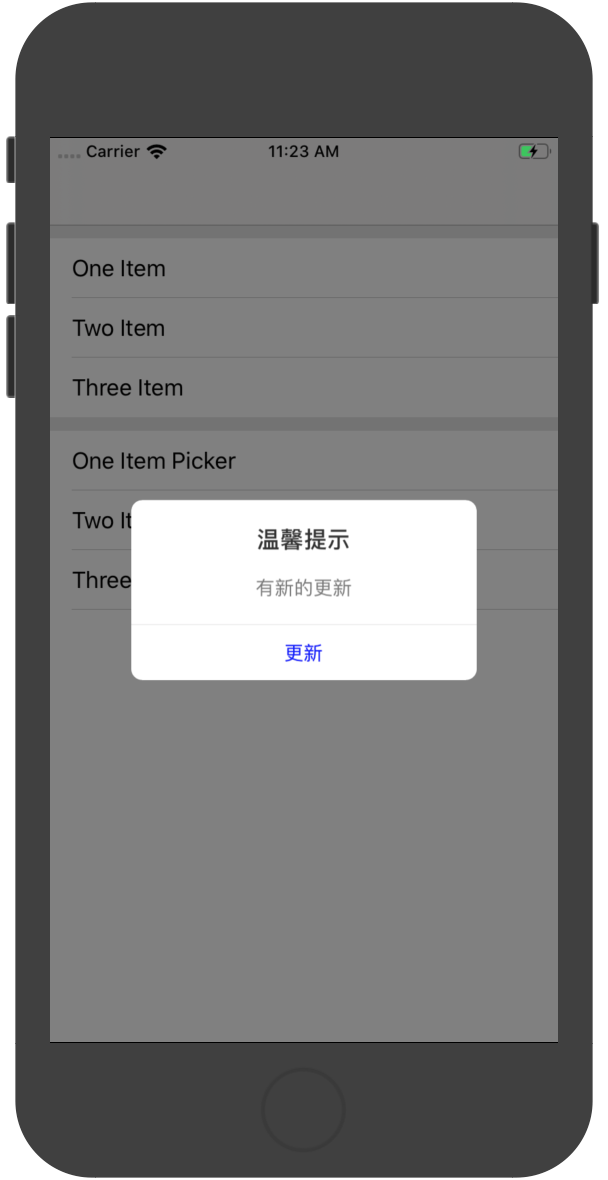 Carrier 11:23 AM
One Item
Two Item
Three Item
One Item Picker
Two It
Three
温馨提示
有新的更新
更新